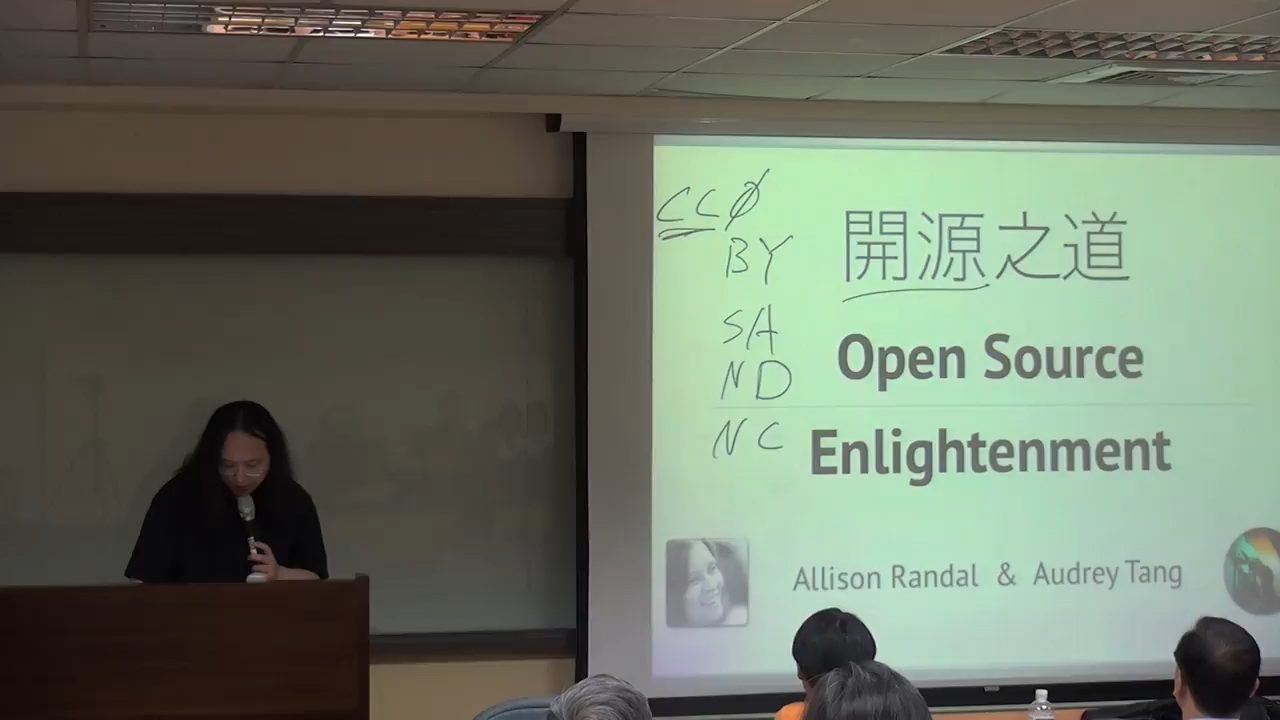 CC0
BY
SA
ND
NC
開源之道
Open Source
Enlightenment
Allison Randal & Audrey Tang